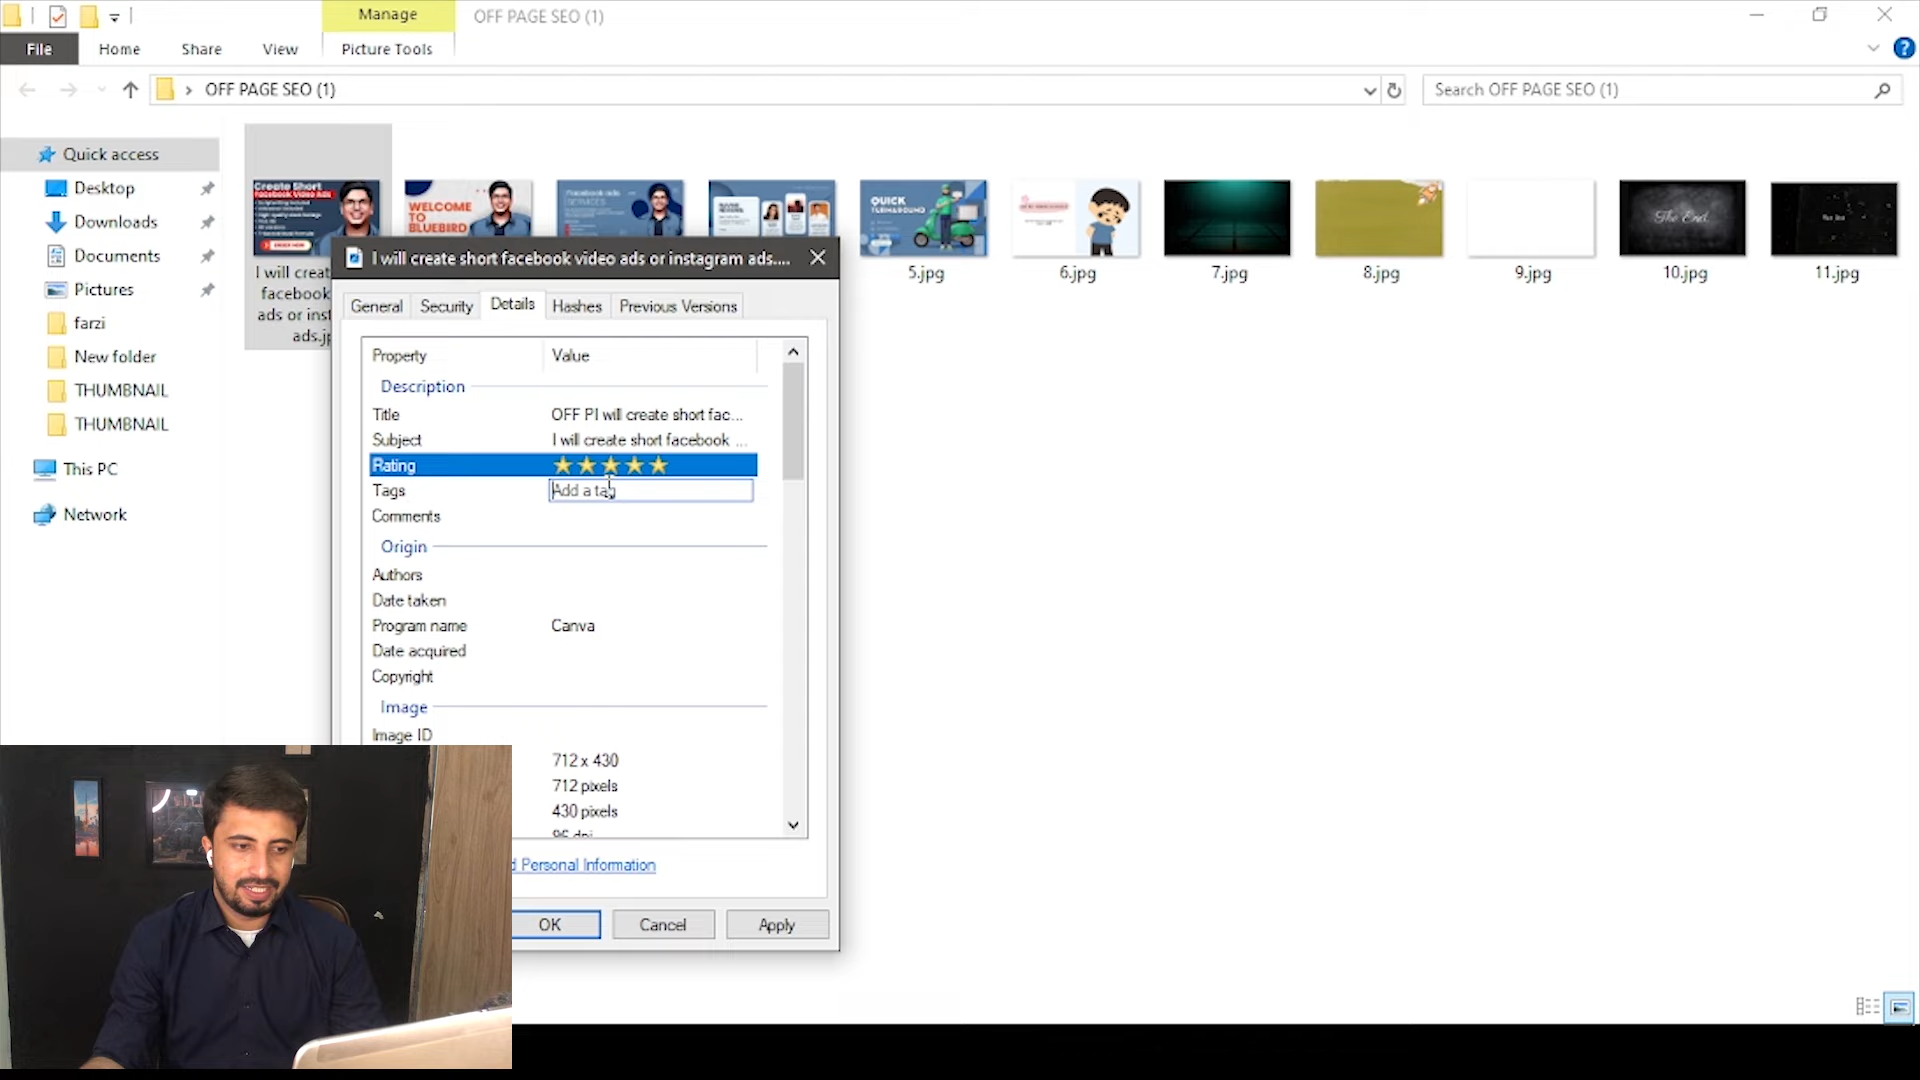 Manage
OFF PAGE SEO (1)
File
Home
Share
View
Picture Tools
OFF PAGE SEO (1)
Search OFF PAGE SEO (1)
Quick access
Desktop
Downloads
Documents
Pictures
farzi
New folder
THUMBNAIL
THUMBNAIL
This PC
Network
Create Short
Facebook Video Ads
WELCOME
TO
BLUEBIRD
Facebook Ads
SERVICES
QUICK
TURNAROUND
The End
I will crea
facebook
ads or inst
ads.jp
5.jpg
6.jpg
7.jpg
8.jpg
9.jpg
10.jpg
11.jpg
I will create short facebook video ads or instagram ads....
General
Security
Details
Hashes
Previous Versions
Property
Value
Description
Title
OFF PI will create short fac...
Subject
I will create short facebook ...
Rating
Tags
Add a tag
Comments
Origin
Authors
Date taken
Program name
Canva
Date acquired
Copyright
Image
Image ID
712 x 430
712 pixels
430 pixels
96 dpi
d Personal Information
OK
Cancel
Apply